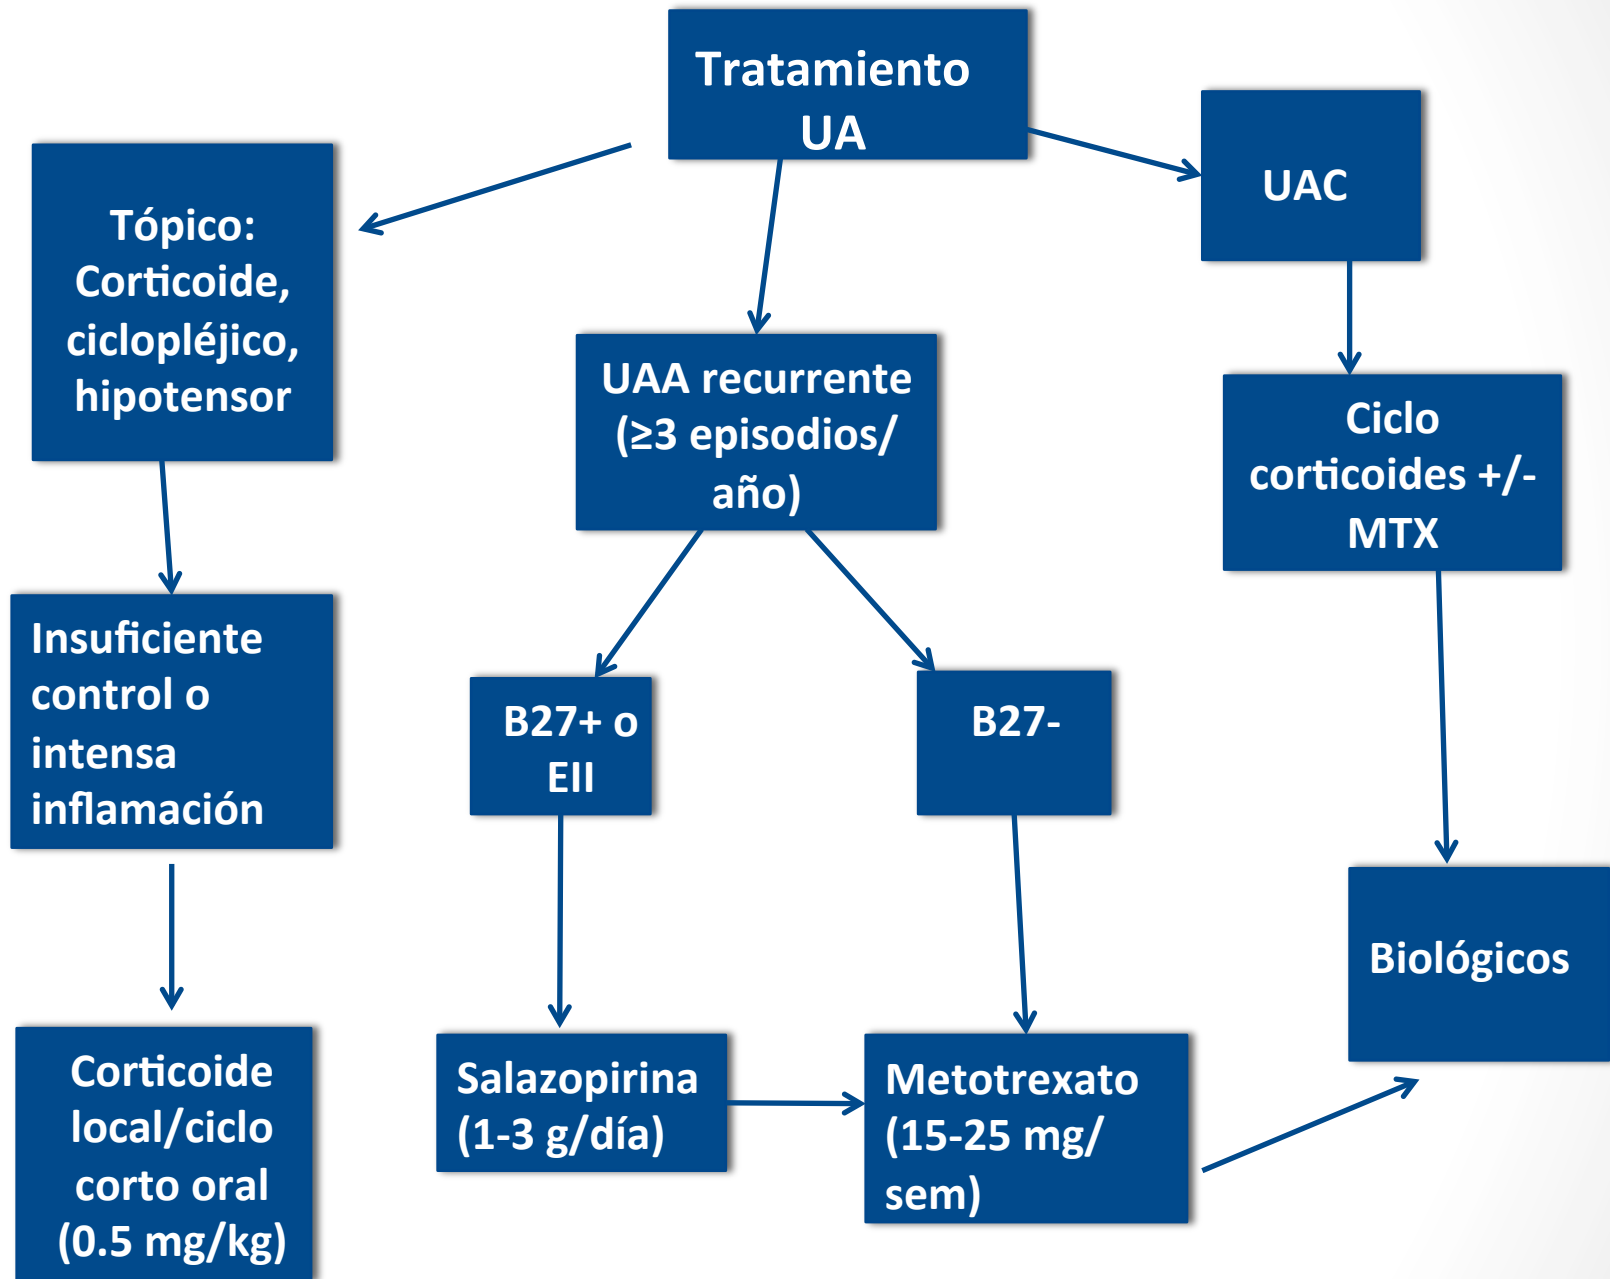 Tratamiento
UA
UAC
Tópico:
Corticoide,
ciclopléjico,
hipotensor
UAA recurrente
(≥3 episodios/
año)
Ciclo
corticoides +/-
MTX
Insuficiente
control o
intensa
inflamación
B27+ o
EII
B27-
Biológicos
Corticoide
local/ciclo
corto oral
(0.5 mg/kg)
Salazopirina
(1-3 g/día)
Metotrexato
(15-25 mg/
sem)